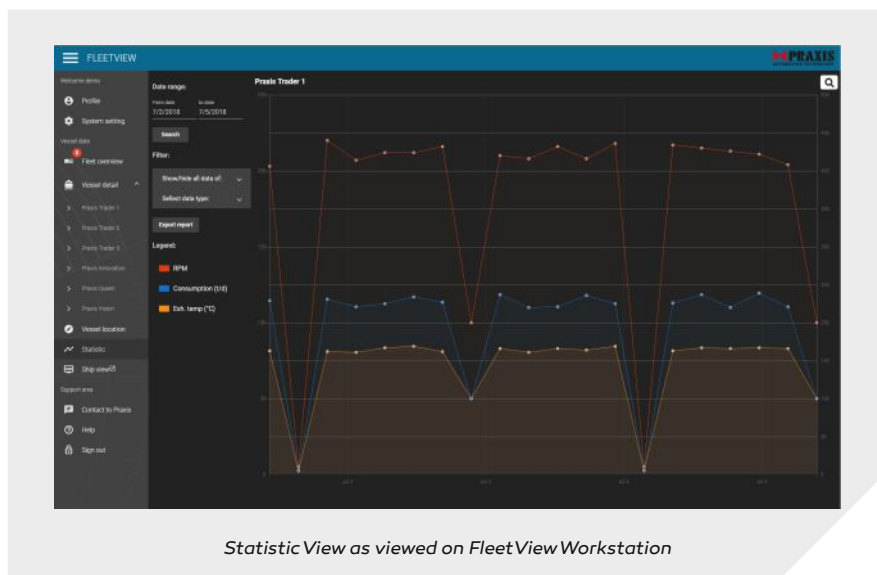 FLEETVIEW
PRAXIS
Welcome demo
Profile
System setting
Vessel data
Fleet overview
Vessel detail
Praxis Trader 1
Praxis Trader 2
Praxis Trader 3
Praxis Innovation
Praxis Queen
Praxis Vision
Vessel location
Statistic
Ship view
Support area
Contact to Praxis
Help
Sign out
Date range:
From date to date
7/2/2018 7/5/2018
Search
Filter:
Show/hide all data of:
Sellect data type:
Export report
Legend:
RPM
Consumption (t/d)
Exh. temp (°C)
Praxis Trader 1
Statistic View as viewed on FleetView Workstation